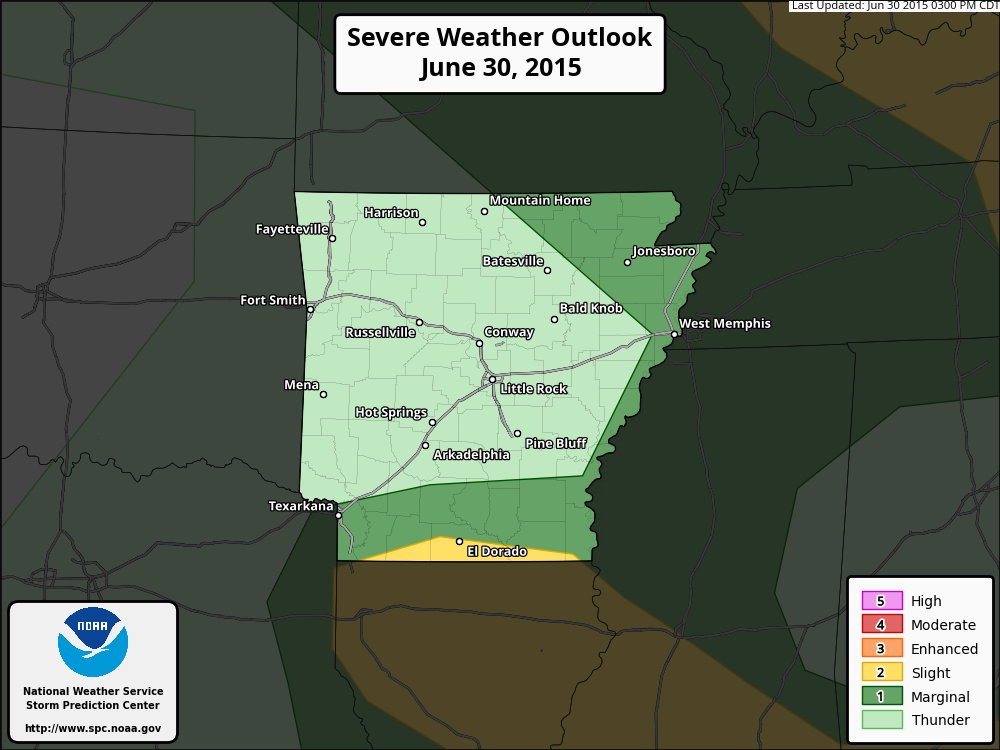 Last Updated: Jun 30 2015 0300 PM CDT
Severe Weather Outlook
June 30, 2015
Mountain Home
Harrison
Fayetteville
Jonesboro
Batesville
Fort Smith
Bald Knob
West Memphis
Russellville
Conway
Mena
Little Rock
Hot Springs
Pine Bluff
Arkadelphia
Texarkana
El Dorado
5 High
4 Moderate
3 Enhanced
2 Slight
1 Marginal
Thunder
NOAA
National Weather Service
Storm Prediction Center
http://www.spc.noaa.gov